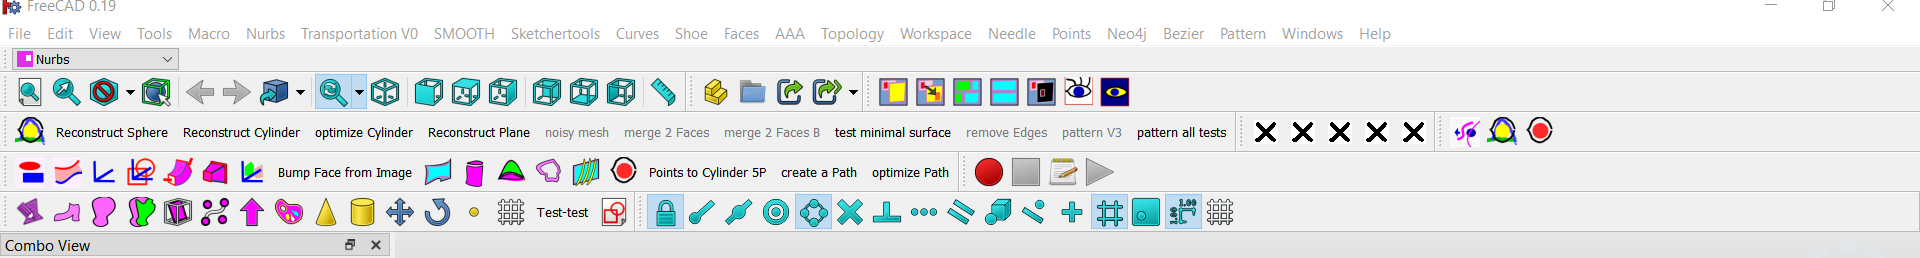 FreeCAD 0.19
File Edit View Tools Macro Nurbs Transportation V0 SMOOTH Sketchertools Curves Shoe Faces AAA Topology Workspace Needle Points Neo4j Bezier Pattern Windows Help
Nurbs
Reconstruct Sphere Reconstruct Cylinder optimize Cylinder Reconstruct Plane noisy mesh merge 2 Faces merge 2 Faces B test minimal surface remove Edges pattern V3 pattern all tests
Bump Face from Image Points to Cylinder 5P create a Path optimize Path
Test-test 1.00
Combo View